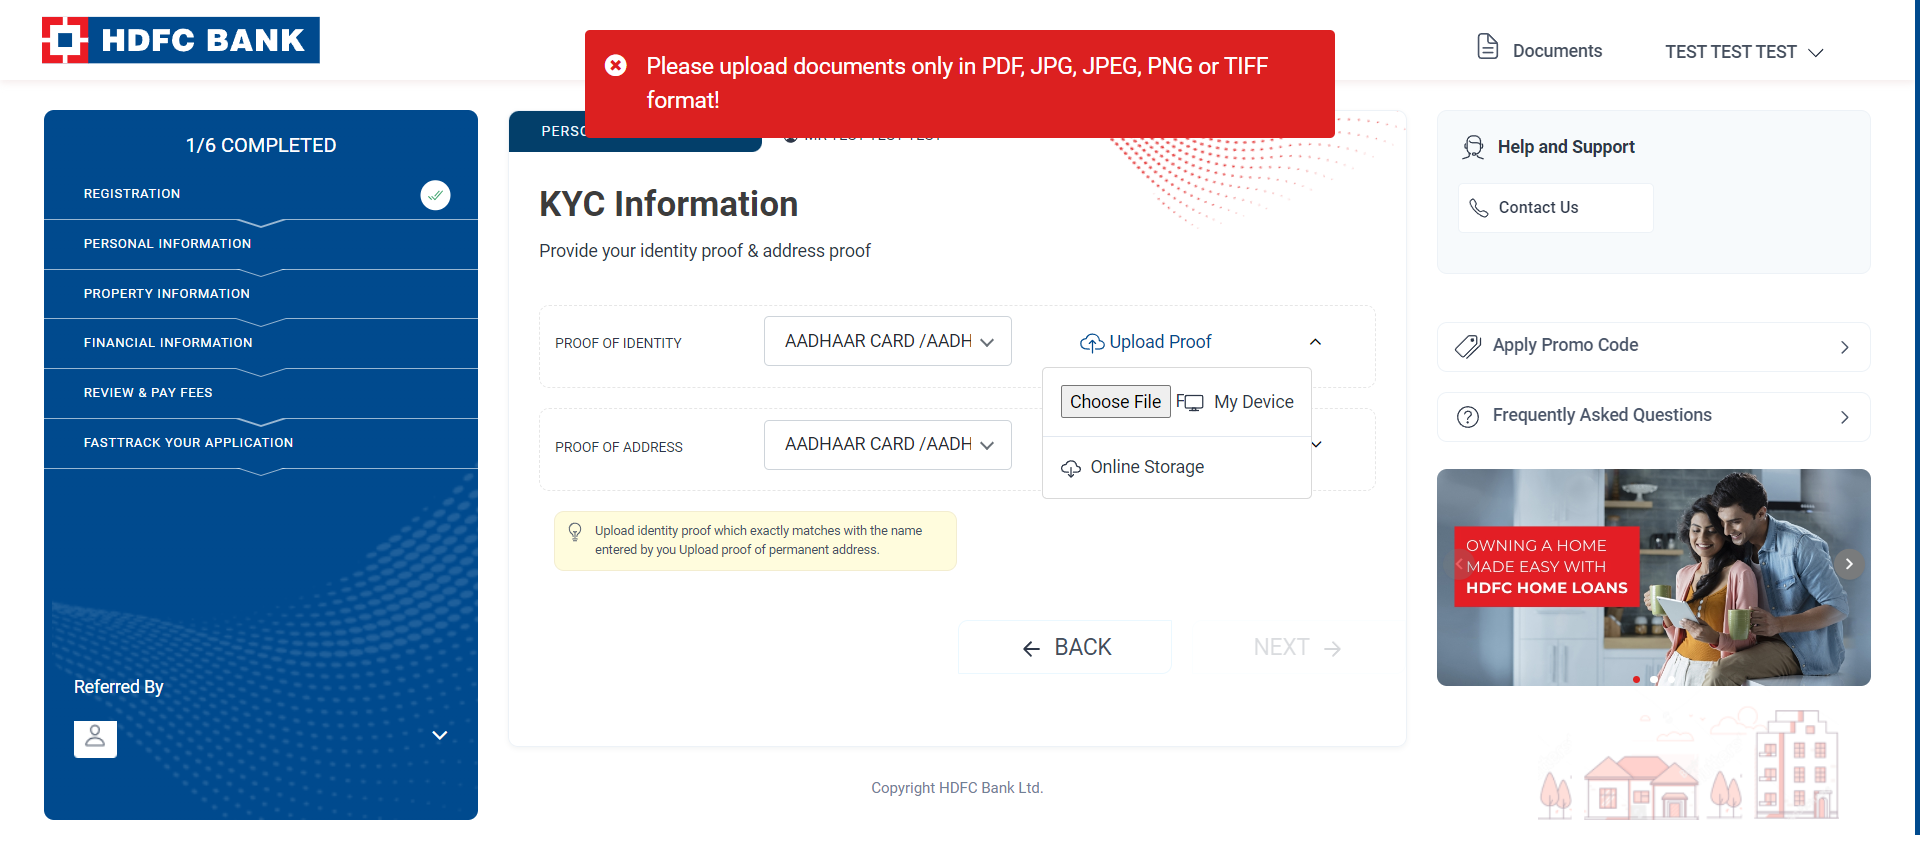 HDFC BANK
Please upload documents only in PDF, JPG, JPEG, PNG or TIFF
format!
Documents
TEST TEST TEST
1/6 COMPLETED
REGISTRATION
PERSONAL INFORMATION
PROPERTY INFORMATION
FINANCIAL INFORMATION
REVIEW & PAY FEES
FASTTRACK YOUR APPLICATION
Referred By
KYC Information
Provide your identity proof & address proof
PROOF OF IDENTITY
AADHAAR CARD /AADH
Upload Proof
Choose File
My Device
Online Storage
PROOF OF ADDRESS
AADHAAR CARD /AADH
Upload identity proof which exactly matches with the name
entered by you Upload proof of permanent address.
BACK
NEXT
Copyright HDFC Bank Ltd.
Help and Support
Contact Us
Apply Promo Code
Frequently Asked Questions
OWNING A HOME
MADE EASY WITH
HDFC HOME LOANS